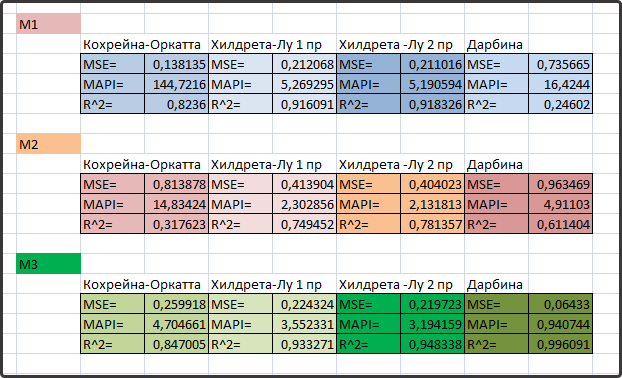 М1
Кохрейна-Оркатта Хилдрета-Лу 1 пр Хилдрета -Лу 2 пр Дарбина
MSE= 0,138135 MSE= 0,212068 MSE= 0,211016 MSE= 0,735665
MAPI= 144,7216 MAPI= 5,269295 MAPI= 5,190594 MAPI= 16,4244
R^2= 0,8236 R^2= 0,916091 R^2= 0,918326 R^2= 0,24602
М2
Кохрейна-Оркатта Хилдрета-Лу 1 пр Хилдрета -Лу 2 пр Дарбина
MSE= 0,813878 MSE= 0,413904 MSE= 0,404023 MSE= 0,963469
MAPI= 14,83424 MAPI= 2,302856 MAPI= 2,131813 MAPI= 4,91103
R^2= 0,317623 R^2= 0,749452 R^2= 0,781357 R^2= 0,611404
М3
Кохрейна-Оркатта Хилдрета-Лу 1 пр Хилдрета -Лу 2 пр Дарбина
MSE= 0,259918 MSE= 0,224324 MSE= 0,219723 MSE= 0,06433
MAPI= 4,704661 MAPI= 3,552331 MAPI= 3,194159 MAPI= 0,940744
R^2= 0,847005 R^2= 0,933271 R^2= 0,948338 R^2= 0,996091